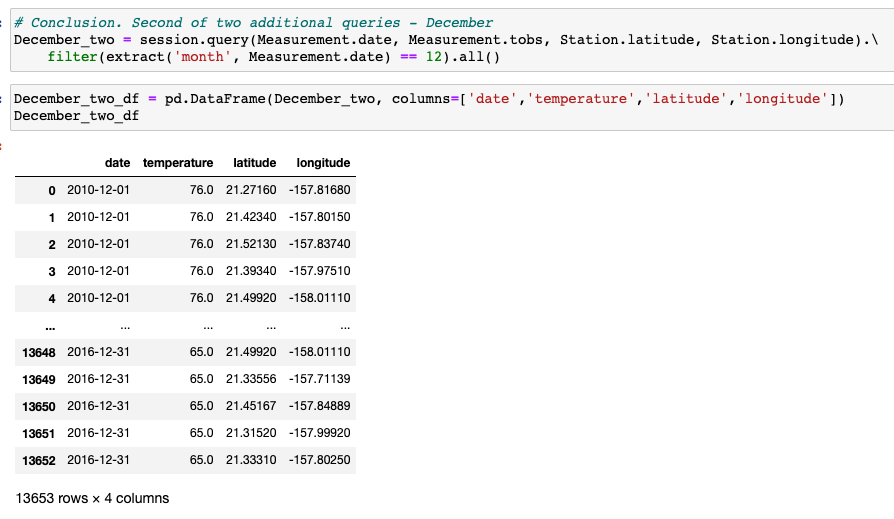 # Conclusion. Second of two additional queries - December
December_two = session.query(Measurement.date, Measurement.tobs, Station.latitude, Station.longitude).\
filter(extract('month', Measurement.date) == 12).all()
December_two_df = pd.DataFrame(December_two, columns=['date','temperature','latitude','longitude'])
December_two_df
date temperature latitude longitude
0 2010-12-01 76.0 21.27160 -157.81680
1 2010-12-01 76.0 21.42340 -157.80150
2 2010-12-01 76.0 21.52130 -157.83740
3 2010-12-01 76.0 21.39340 -157.97510
4 2010-12-01 76.0 21.49920 -158.01110
... ... ... ... ...
13648 2016-12-31 65.0 21.49920 -158.01110
13649 2016-12-31 65.0 21.33556 -157.71139
13650 2016-12-31 65.0 21.45167 -157.84889
13651 2016-12-31 65.0 21.31520 -157.99920
13652 2016-12-31 65.0 21.33310 -157.80250
13653 rows × 4 columns